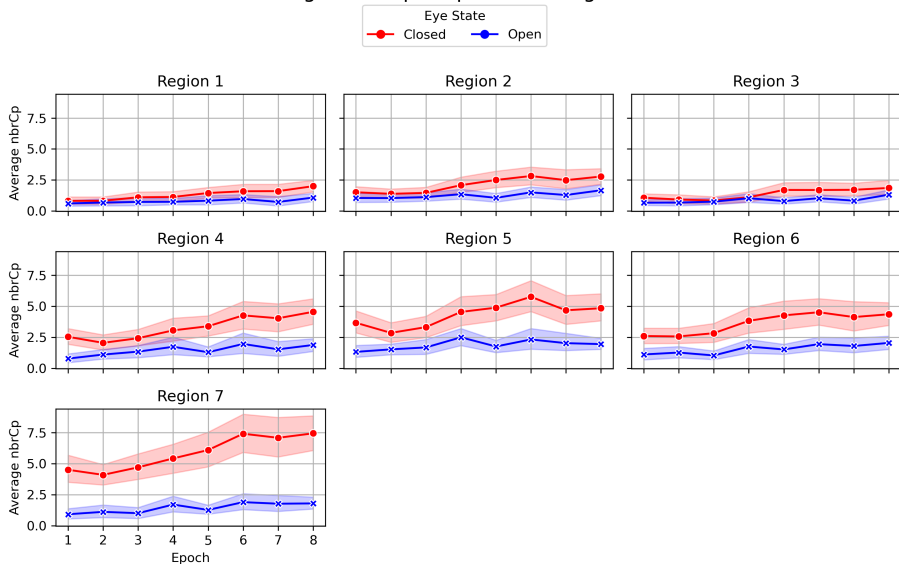 Eye State
Closed Open
Region 1 Region 2 Region 3
Average nbrCp
7.5
5.0
2.5
0.0
Region 4 Region 5 Region 6
Average nbrCp
7.5
5.0
2.5
0.0
Region 7
Average nbrCp
7.5
5.0
2.5
0.0
1 2 3 4 5 6 7 8
Epoch